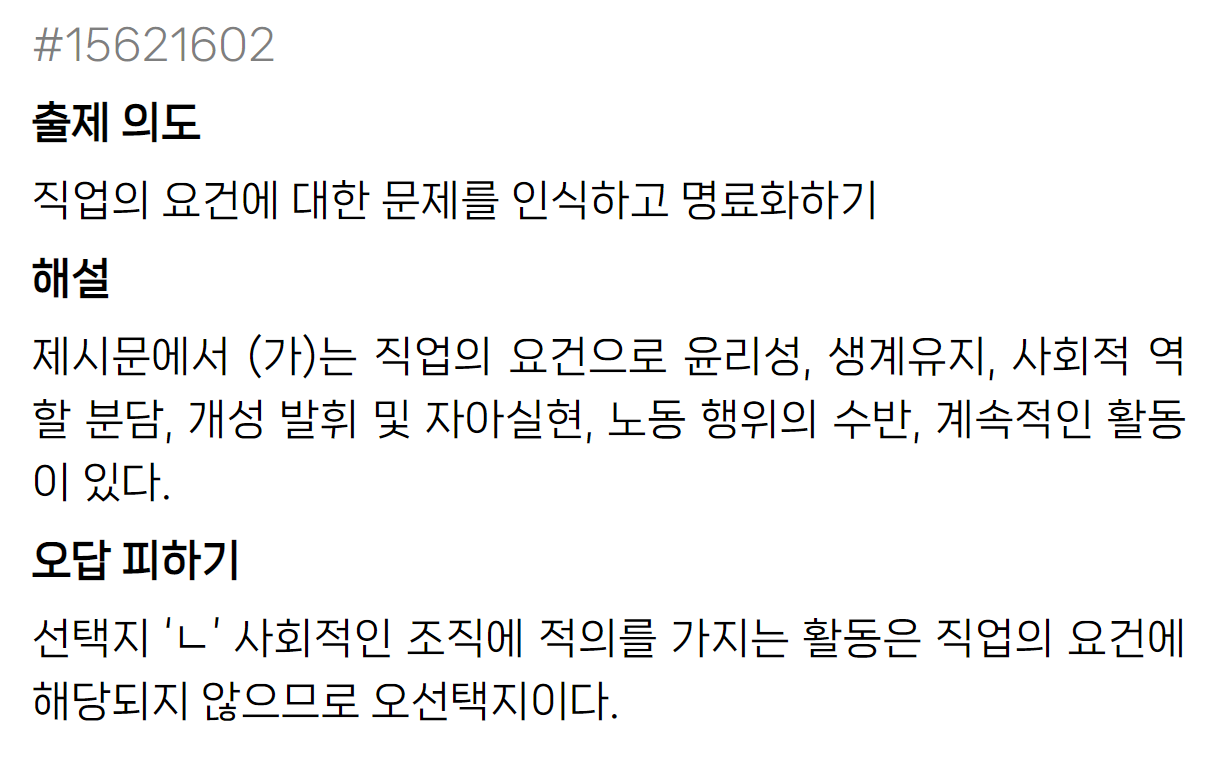 #15621602
출제 의도
직업의 요건에 대한 문제를 인식하고 명료화하기
해설
제시문에서 (가)는 직업의 요건으로 윤리성, 생계유지, 사회적 역
할 분담, 개성 발휘 및 자아실현, 노동 행위의 수반, 계속적인 활동
이 있다.
오답 피하기
선택지 ‘ㄴ’ 사회적인 조직에 적의를 가지는 활동은 직업의 요건에
해당되지 않으므로 오선택지이다.